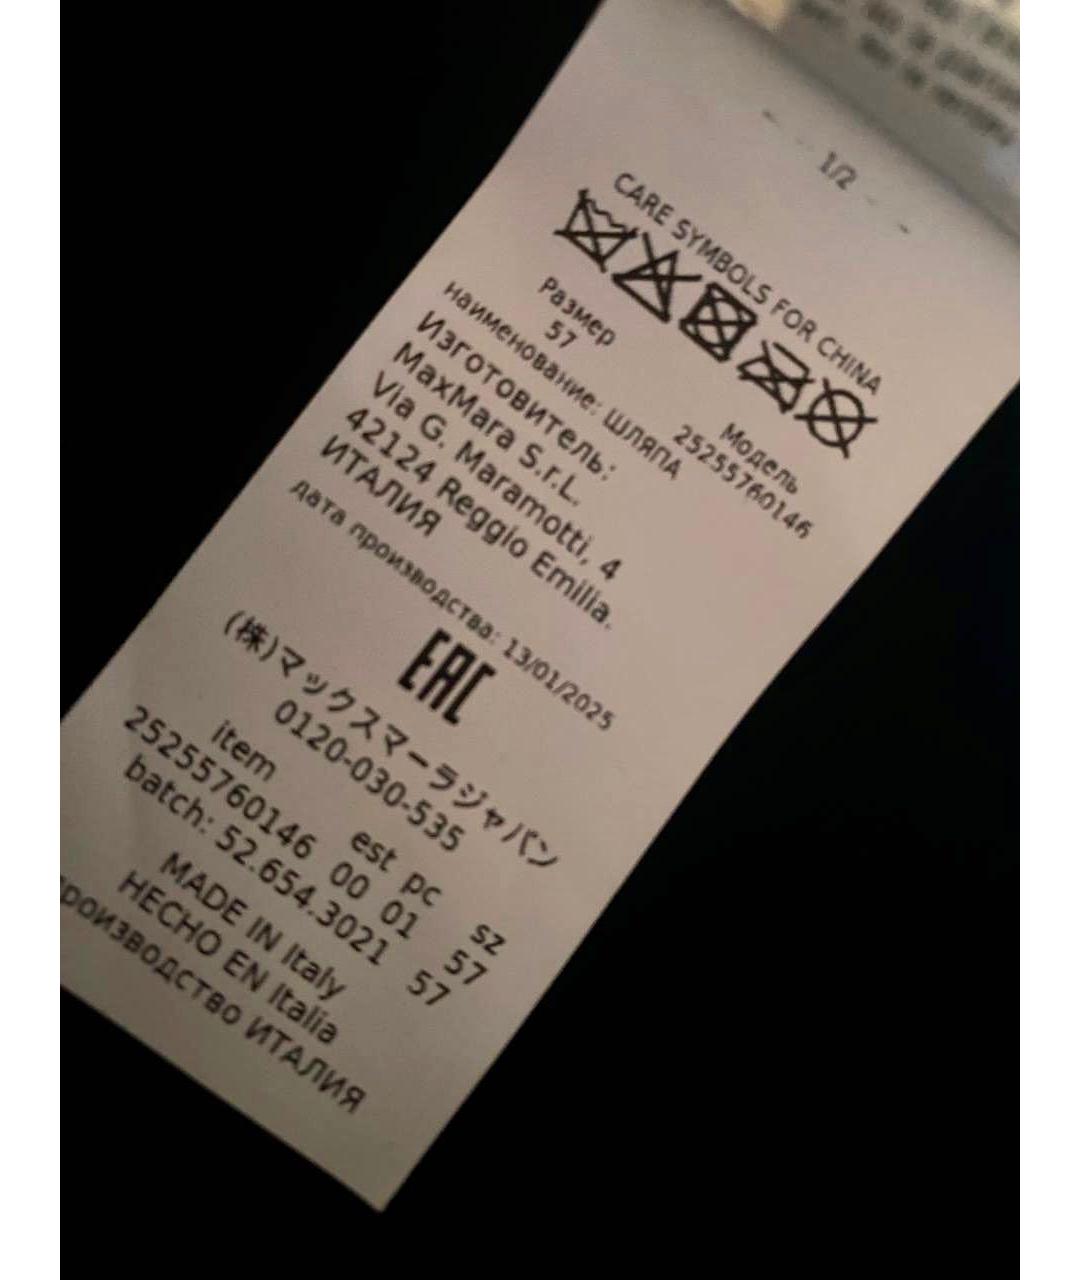 1/2
CARE SYMBOLS FOR CHINA
Размер Модель
57 25255760146
наименование: ШЛЯПА
Изготовитель:
MaxMara S.r.L.
Via G. Maramotti, 4
42124 Reggio Emilia.
ИТАЛИЯ
дата производства: 13/01/2025
EAC
(株)マックスマーラジャパン
0120-030-535
item est pc sz
25255760146 00 01 57
batch: 52.654.3021 57
MADE IN Italy
HECHO EN Italia
производство ИТАЛИЯ